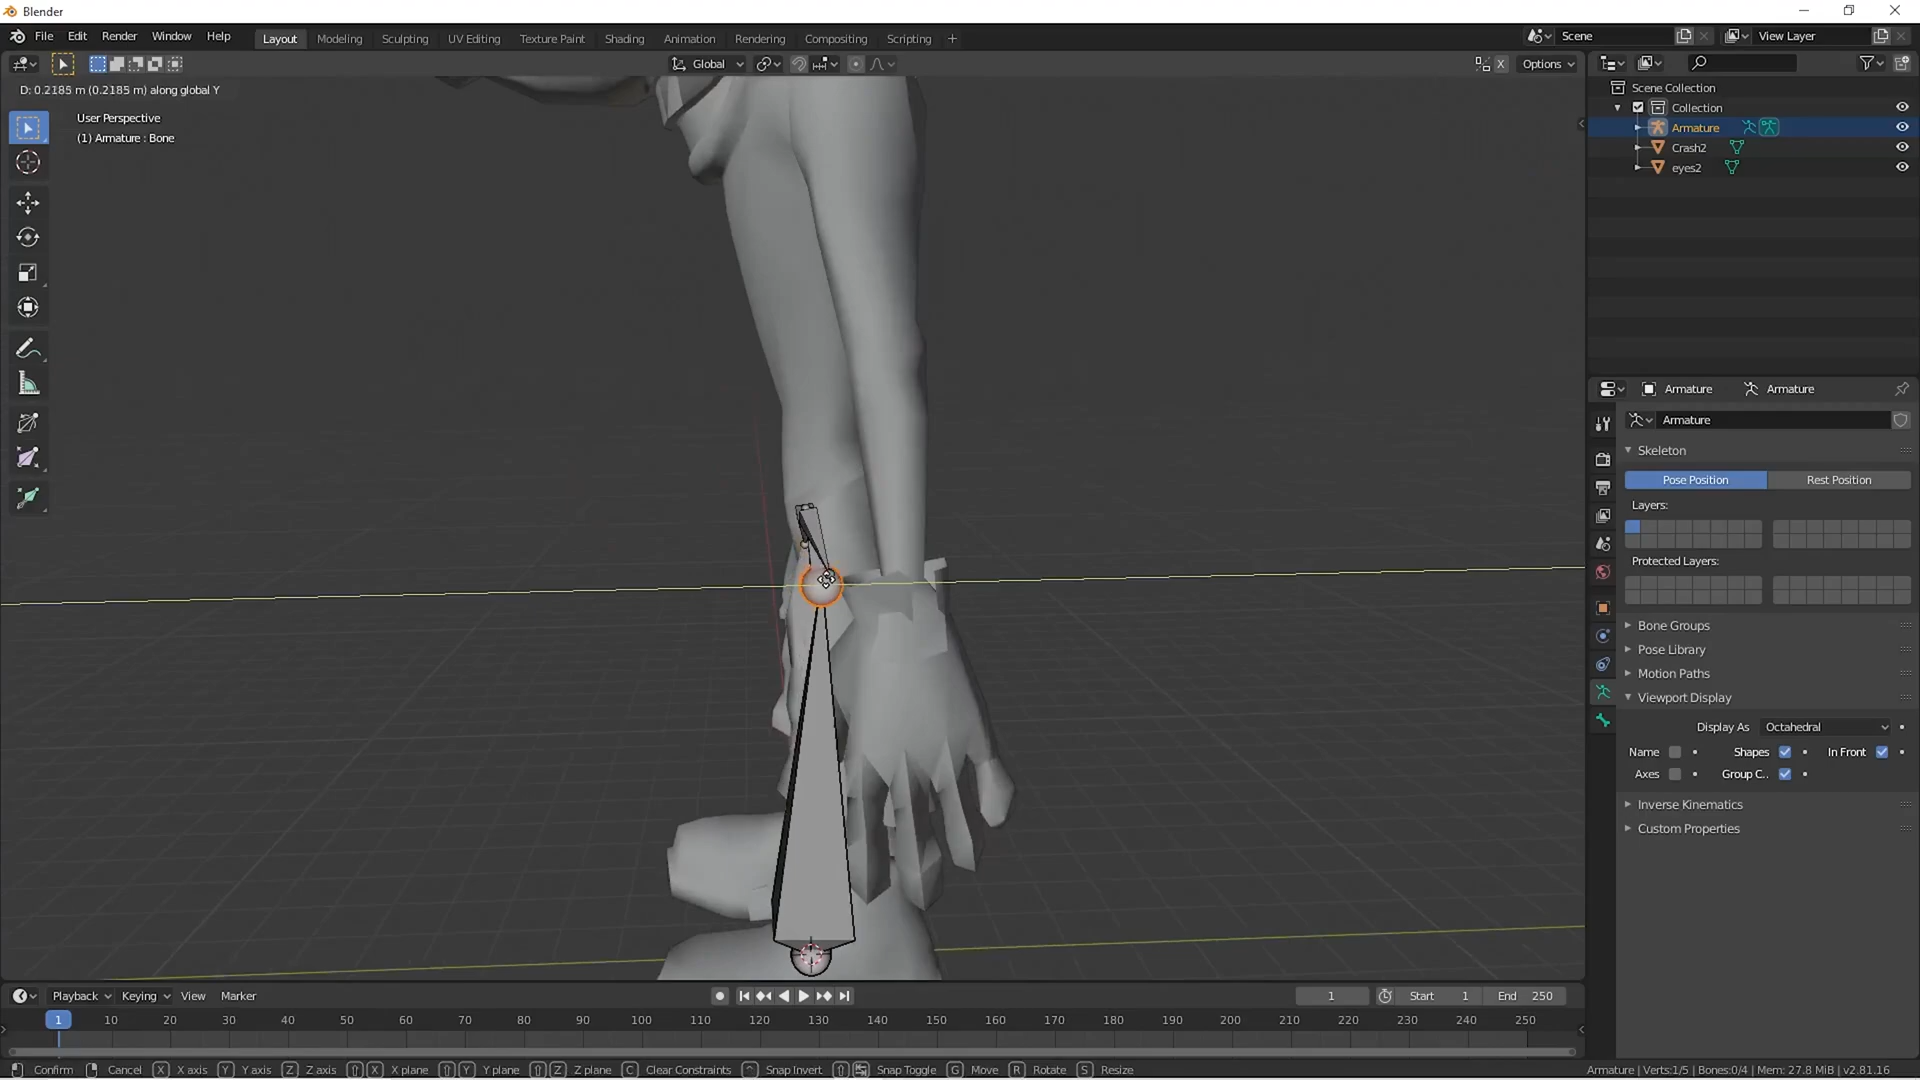 Blender
File Edit Render Window Help
Layout Modeling Sculpting UV Editing Texture Paint Shading Animation Rendering Compositing Scripting +
Scene
View Layer
Global
X
Options
D: 0.2185 m (0.2185 m) along global Y
User Perspective
(1) Armature : Bone
Scene Collection
Collection
Armature
Crash2
eyes2
Armature Armature
Armature
Skeleton
Pose Position Rest Position
Layers:
Protected Layers:
Bone Groups
Pose Library
Motion Paths
Viewport Display
Display As Octahedral
Name Shapes In Front
Axes Group C..
Inverse Kinematics
Custom Properties
Playback Keying View Marker
1 Start 1 End 250
1 10 20 30 40 50 60 70 80 90 100 110 120 130 140 150 160 170 180 190 200 210 220 230 240 250
Confirm Cancel X X axis Y Y axis Z Z axis X X plane Y Y plane Z Z plane C Clear Constraints Snap Invert Snap Toggle G Move R Rotate S Resize
Armature | Verts:1/5 | Bones:0/4 | Mem: 27.8 MiB | v2.81.16